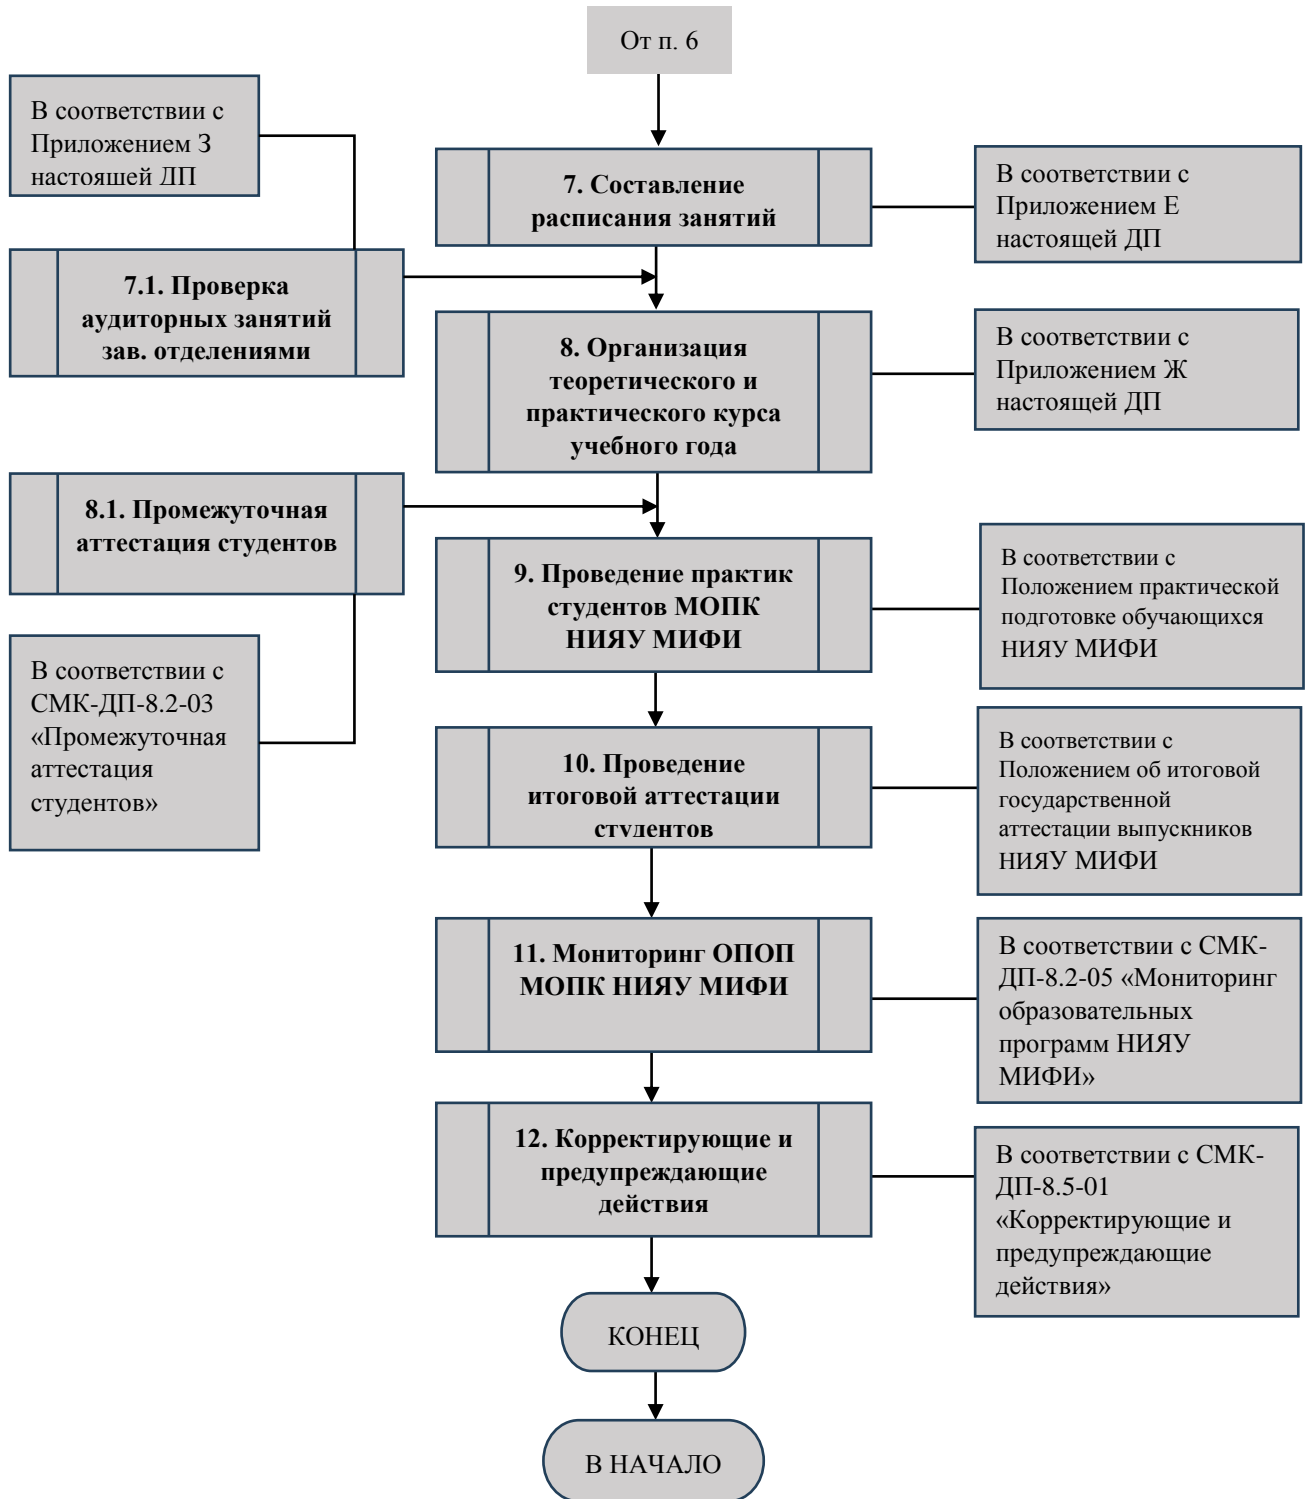 От п. 6
В соответствии с
Приложением З
настоящей ДП
7. Составление
расписания занятий
В соответствии с
Приложением Е
настоящей ДП
7.1. Проверка
аудиторных занятий
зав. отделениями
8. Организация
теоретического и
практического курса
учебного года
В соответствии с
Приложением Ж
настоящей ДП
8.1. Промежуточная
аттестация студентов
9. Проведение практик
студентов МОПК
НИЯУ МИФИ
В соответствии с
Положением практической
подготовке обучающихся
НИЯУ МИФИ
В соответствии с
СМК-ДП-8.2-03
«Промежуточная
аттестация
студентов»
10. Проведение
итоговой аттестации
студентов
В соответствии с
Положением об итоговой
государственной
аттестации выпускников
НИЯУ МИФИ
11. Мониторинг ОПОП
МОПК НИЯУ МИФИ
В соответствии с СМК-
ДП-8.2-05 «Мониторинг
образовательных
программ НИЯУ
МИФИ»
12. Корректирующие и
предупреждающие
действия
В соответствии с СМК-
ДП-8.5-01
«Корректирующие и
предупреждающие
действия»
КОНЕЦ
В НАЧАЛО